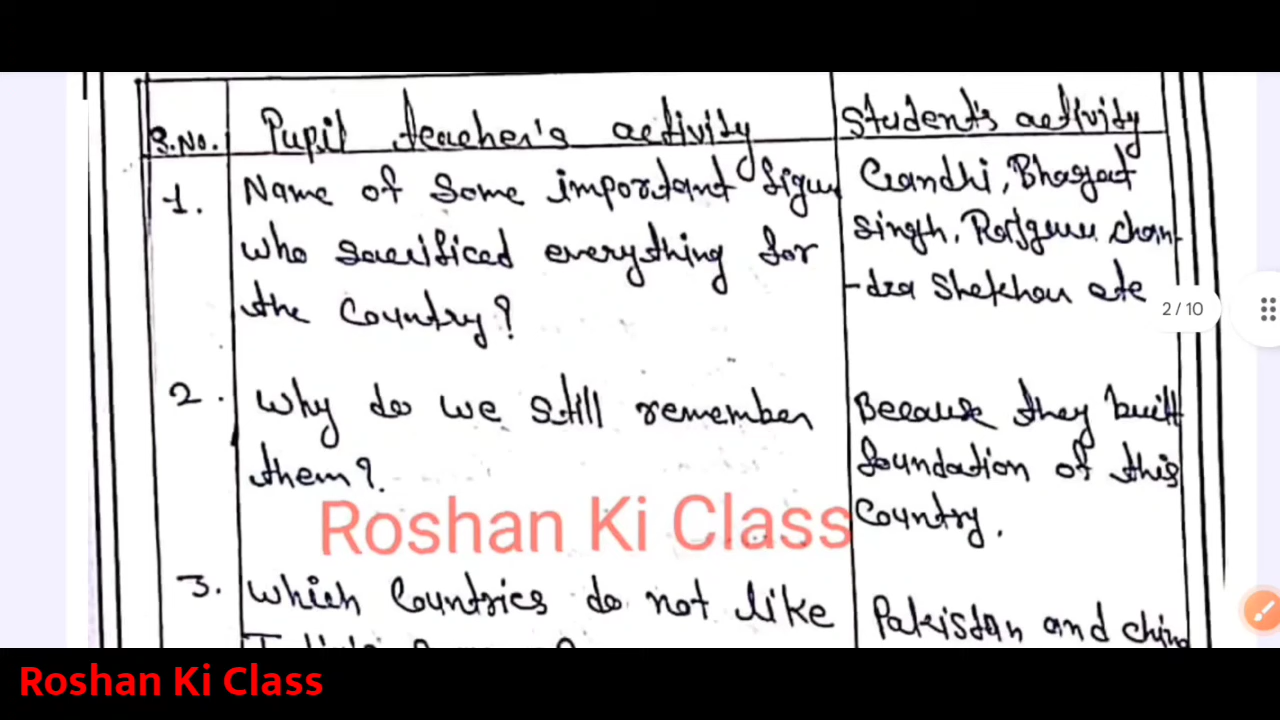 S.No. Pupil teacher's activity Student's activity
1. Name of some important figur Gandhi, Bhagat
who sacrificed everything for singh, Rajguru chan-
the country? -dra Shekhar etc
2/10
2. Why do we still remember Because they built
them? foundation of this
Roshan Ki Class country.
3. Which countries do not like Pakistan and China
Roshan Ki Class